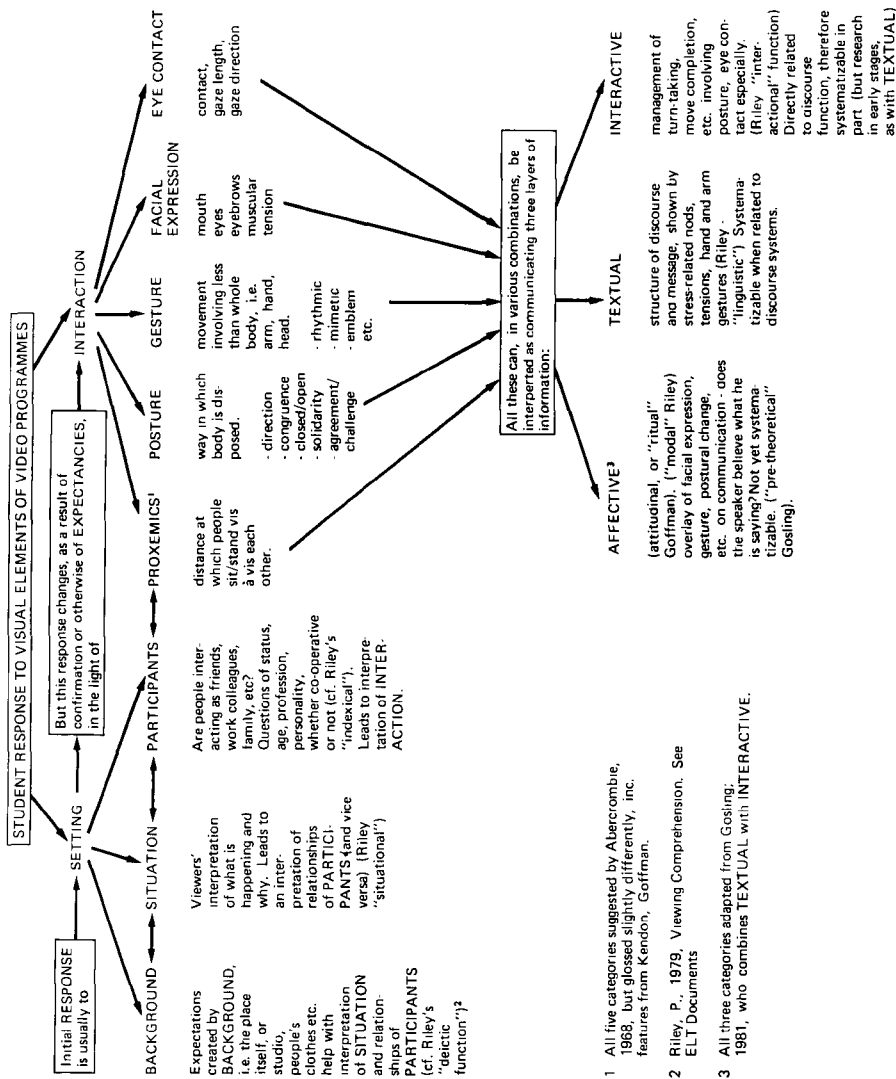 STUDENT RESPONSE TO VISUAL ELEMENTS OF VIDEO PROGRAMMES
Initial RESPONSE
is usually to
SETTING
But this response changes, as a result of
confirmation or otherwise of EXPECTANCIES,
in the light of
INTERACTION
BACKGROUND
SITUATION
PARTICIPANTS
PROXEMICS¹
POSTURE
GESTURE
FACIAL
EXPRESSION
EYE CONTACT
Expectations
created by
BACKGROUND,
i.e. the place
itself, or
studio,
people's
clothes etc.
help with
interpretation
of SITUATION
and relation-
ships of
PARTICIPANTS
(cf. Riley's
"deictic
function")²
Viewers'
interpretation
of what is
happening and
why. Leads to
an inter-
pretation of
relationships
of PARTICI-
PANTS (and vice
versa) (Riley
"situational")
Are people inter-
acting as friends,
work colleagues,
family, etc?
Questions of status,
age, profession,
personality,
whether co-operative
or not (cf. Riley's
"indexical").
Leads to interpre-
tation of INTER-
ACTION.
distance at
which people
sit/stand vis
à vis each
other.
way in which
body is dis-
posed.
- direction
- congruence
- closed/open
- solidarity
- agreement/
challenge
movement
involving less
than whole
body, i.e.
arm, hand,
head.
- rhythmic
- mimetic
- emblem
etc.
mouth
eyes
eyebrows
muscular
tension
contact,
gaze length,
gaze direction
All these can, in various combinations, be
interperted as communicating three layers of
information:
AFFECTIVE³
(attitudinal, or "ritual"
Goffman). ("modal" Riley)
overlay of facial expression,
gesture, postural change,
etc. on communication - does
the speaker believe what he
is saying? Not yet systema-
tizable. ("pre-theoretical"
Gosling).
TEXTUAL
structure of discourse
and message, shown by
stress-related nods,
tensions, hand and arm
gestures (Riley -
"linguistic") Systema-
tizable when related to
discourse systems.
INTERACTIVE
management of
turn-taking,
move completion,
etc. involving
posture, eye con-
tact especially.
(Riley "inter-
actional" function)
Directly related
to discourse
function, therefore
systematizable in
part (but research
in early stages,
as with TEXTUAL)
1 All five categories suggested by Abercrombie,
1968, but glossed slightly differently, inc.
features from Kendon, Goffman.
2 Riley, P., 1979, Viewing Comprehension. See
ELT Documents
3 All three categories adapted from Gosling;
1981, who combines TEXTUAL with INTERACTIVE.